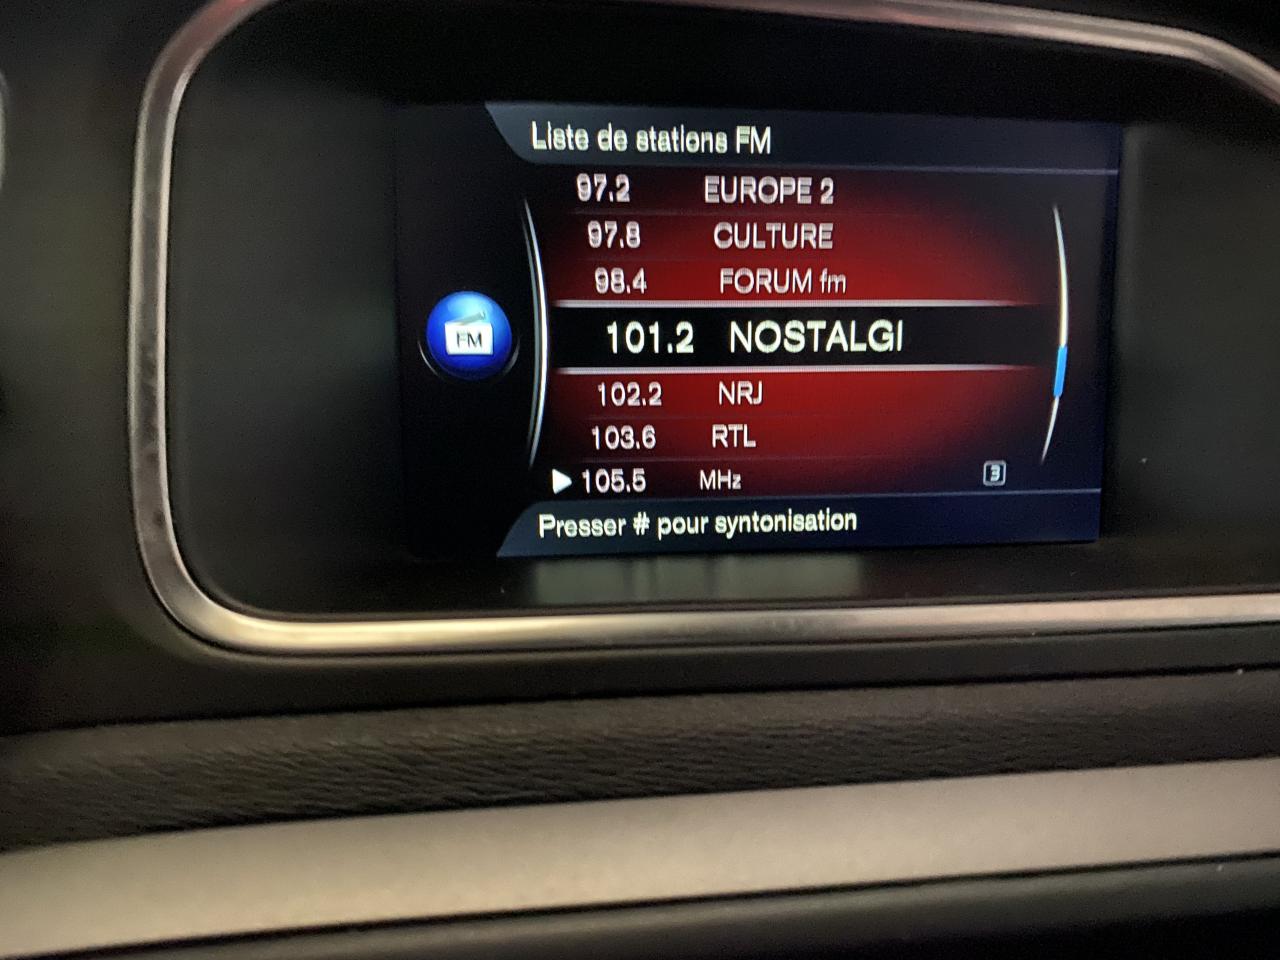 Liste de stations FM
97.2 EUROPE 2
97.8 CULTURE
98.4 FORUM fm
FM
101.2 NOSTALGI
102.2 NRJ
103.6 RTL
105.5 MHz 3
Presser # pour syntonisation